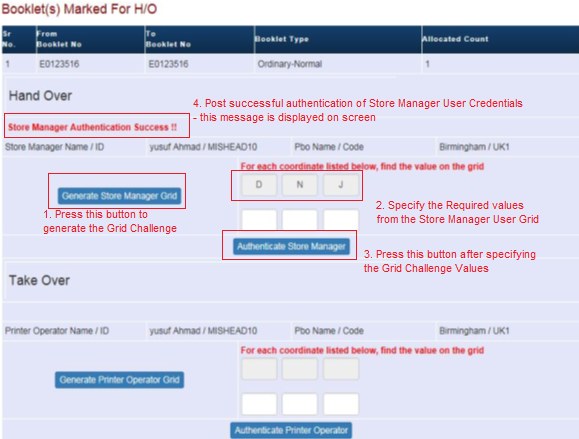 Booklet(s) Marked For H/O
Sr No. From Booklet No To Booklet No Booklet Type Allocated Count
1 E0123516 E0123516 Ordinary-Normal 1
Hand Over
4. Post successful authentication of Store Manager User Credentials
- this message is displayed on screen
Store Manager Authentication Success !!
Store Manager Name / ID yusuf Ahmad / MISHEAD10 Pbo Name / Code Birmingham / UK1
For each coordinate listed below, find the value on the grid
D N J
Generate Store Manager Grid
1. Press this button to
generate the Grid Challenge
2. Specify the Required values
from the Store Manager User Grid
Authenticate Store Manager
3. Press this button after specifying
the Grid Challenge Values
Take Over
Printer Operator Name / ID yusuf Ahmad / MISHEAD10 Pbo Name / Code Birmingham / UK1
For each coordinate listed below, find the value on the grid
Generate Printer Operator Grid
Authenticate Printer Operator